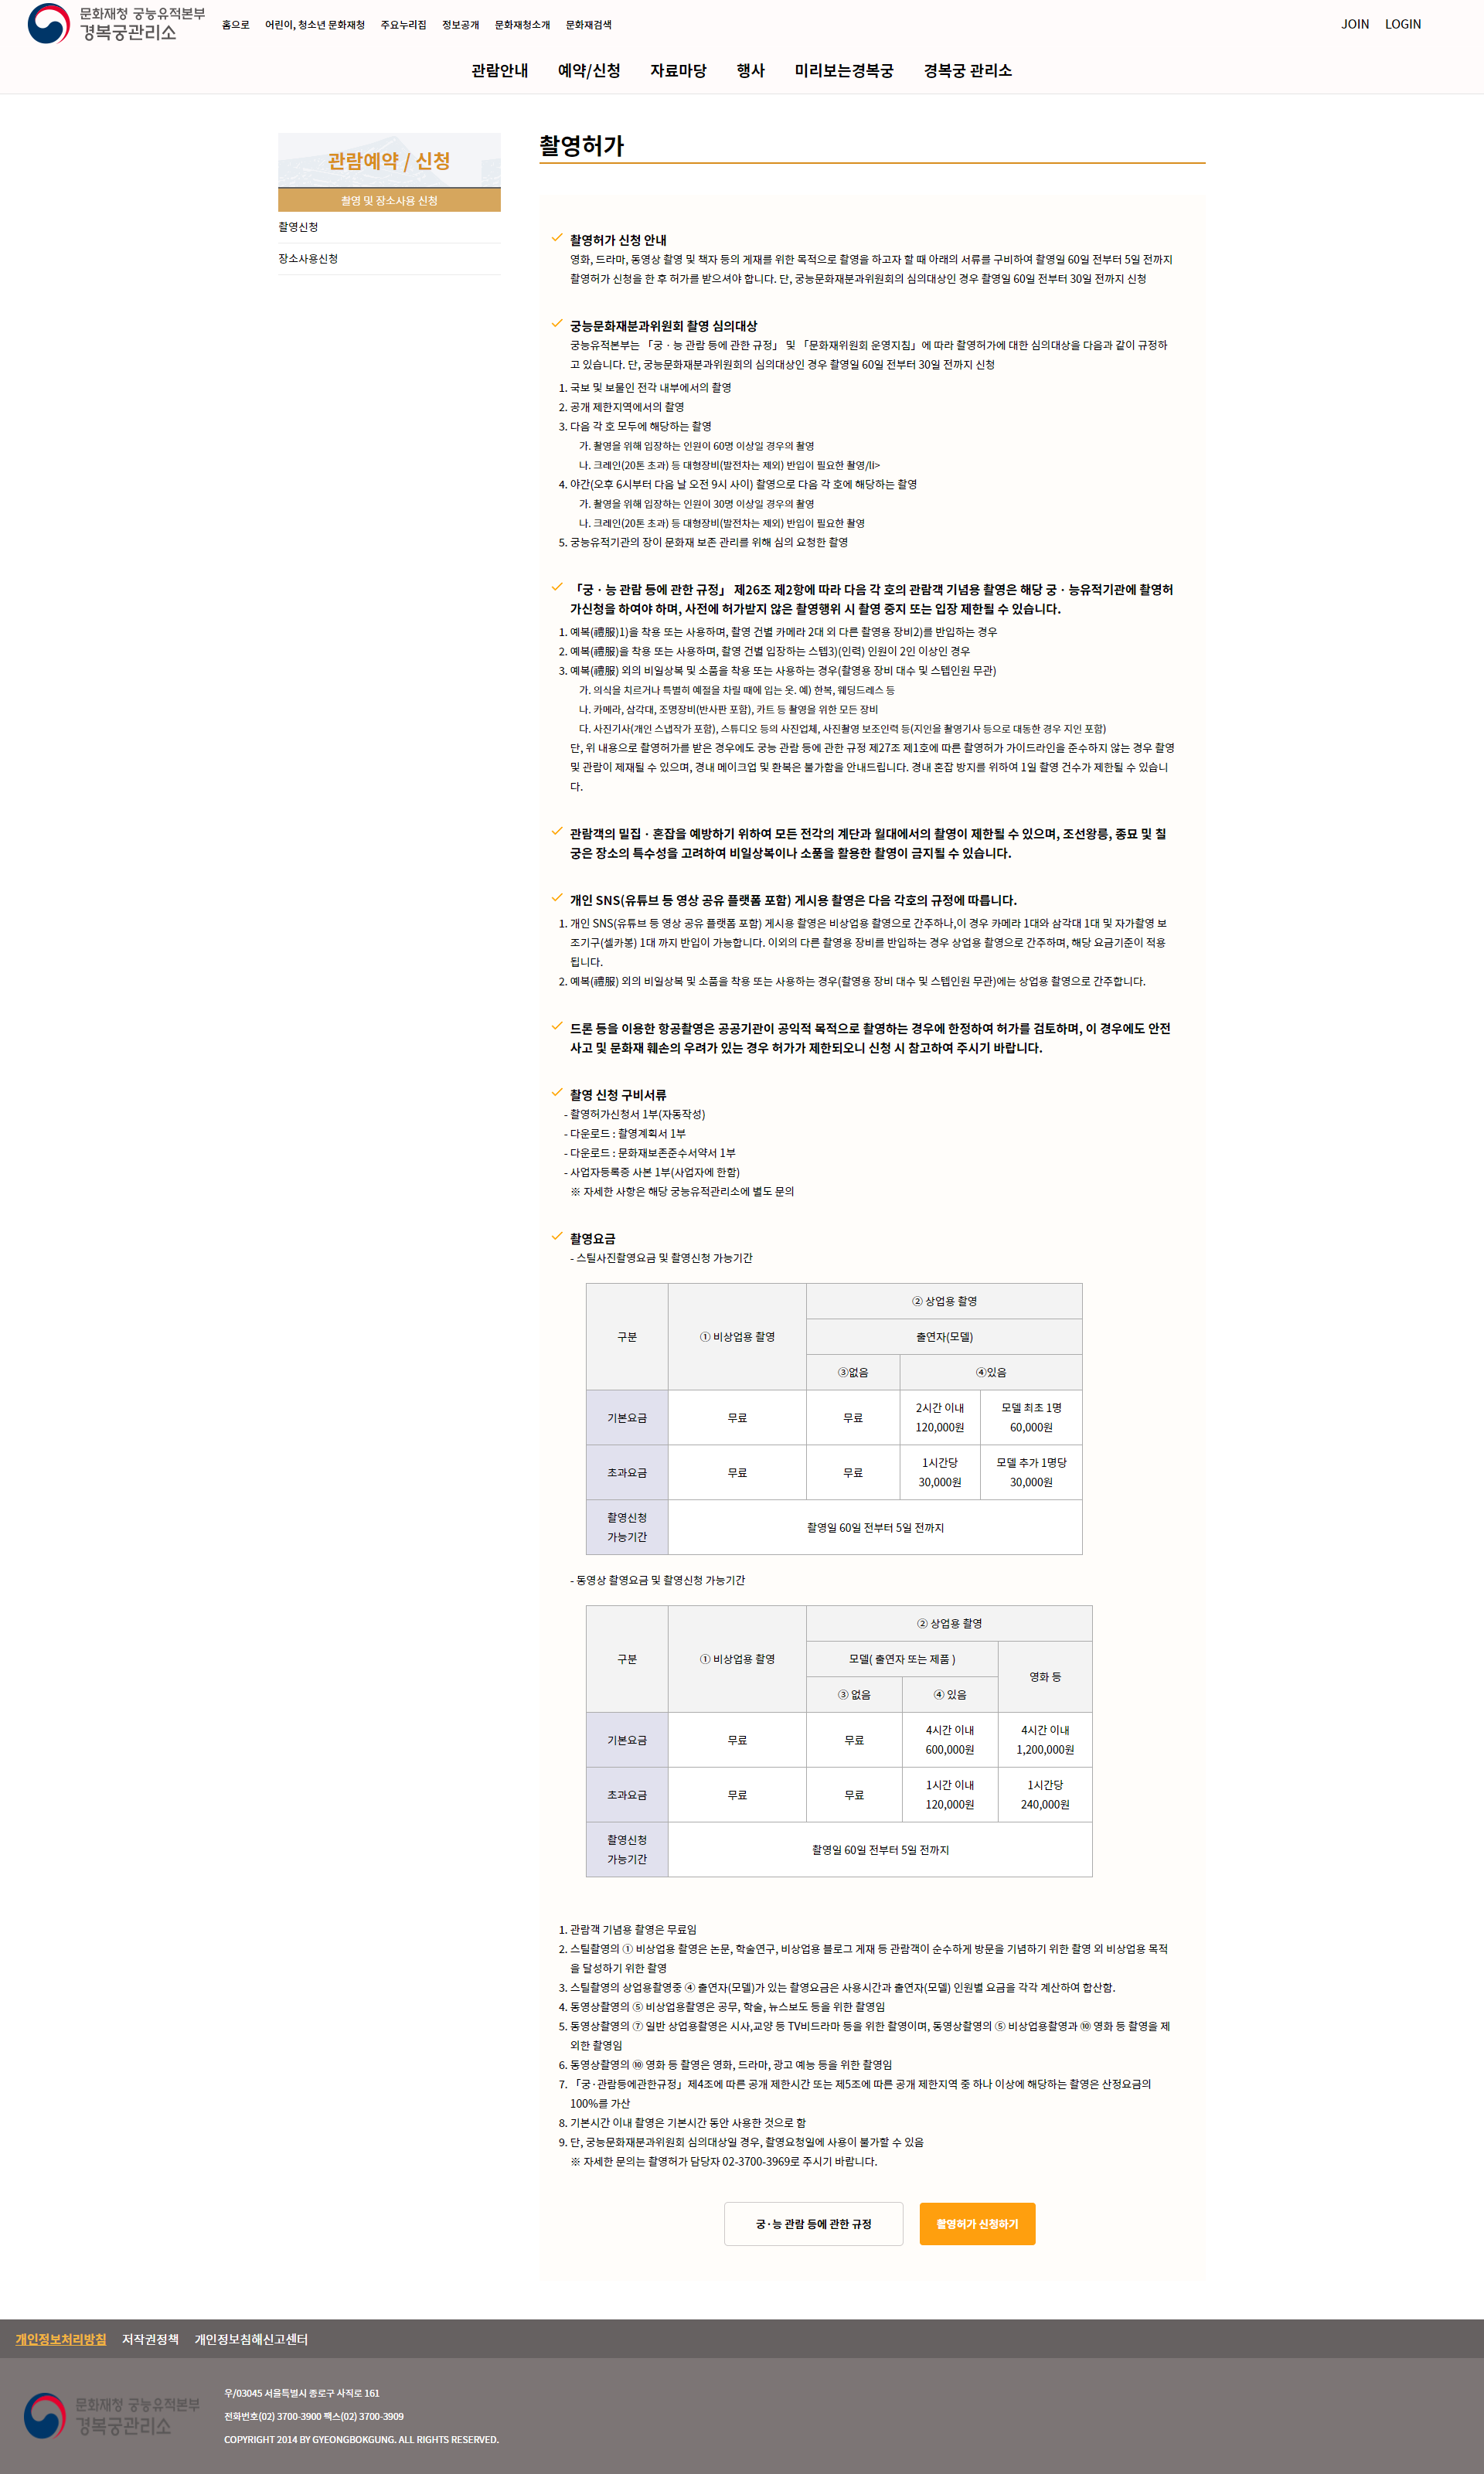 문화재청 궁능유적본부
경복궁관리소
홈으로 어린이, 청소년 문화재청 주요누리집 정보공개 문화재청소개 문화재검색
JOIN LOGIN
관람안내 예약/신청 자료마당 행사 미리보는경복궁 경복궁 관리소
관람예약 / 신청
촬영 및 장소사용 신청
촬영신청
장소사용신청
촬영허가
촬영허가 신청 안내
영화, 드라마, 동영상 촬영 및 책자 등의 게재를 위한 목적으로 촬영을 하고자 할 때 아래의 서류를 구비하여 촬영일 60일 전부터 5일 전까지
촬영허가 신청을 한 후 허가를 받으셔야 합니다. 단, 궁능문화재분과위원회의 심의대상인 경우 촬영일 60일 전부터 30일 전까지 신청
궁능문화재분과위원회 촬영 심의대상
궁능유적본부는 「궁ㆍ능 관람 등에 관한 규정」 및 「문화재위원회 운영지침」에 따라 촬영허가에 대한 심의대상을 다음과 같이 규정하
고 있습니다. 단, 궁능문화재분과위원회의 심의대상인 경우 촬영일 60일 전부터 30일 전까지 신청
1. 국보 및 보물인 전각 내부에서의 촬영
2. 공개 제한지역에서의 촬영
3. 다음 각 호 모두에 해당하는 촬영
가. 촬영을 위해 입장하는 인원이 60명 이상일 경우의 촬영
나. 크레인(20톤 초과) 등 대형장비(발전차는 제외) 반입이 필요한 촬영/II>
4. 야간(오후 6시부터 다음 날 오전 9시 사이) 촬영으로 다음 각 호에 해당하는 촬영
가. 촬영을 위해 입장하는 인원이 30명 이상일 경우의 촬영
나. 크레인(20톤 초과) 등 대형장비(발전차는 제외) 반입이 필요한 촬영
5. 궁능유적기관의 장이 문화재 보존 관리를 위해 심의 요청한 촬영
「궁ㆍ능 관람 등에 관한 규정」 제26조 제2항에 따라 다음 각 호의 관람객 기념용 촬영은 해당 궁ㆍ능유적기관에 촬영허
가신청을 하여야 하며, 사전에 허가받지 않은 촬영행위 시 촬영 중지 또는 입장 제한될 수 있습니다.
1. 예복(禮服)1)을 착용 또는 사용하며, 촬영 건별 카메라 2대 외 다른 촬영용 장비2)를 반입하는 경우
2. 예복(禮服)을 착용 또는 사용하며, 촬영 건별 입장하는 스텝3)(인력) 인원이 2인 이상인 경우
3. 예복(禮服) 외의 비일상복 및 소품을 착용 또는 사용하는 경우(촬영용 장비 대수 및 스텝인원 무관)
가. 의식을 치르거나 특별히 예절을 차릴 때에 입는 옷. 예) 한복, 웨딩드레스 등
나. 카메라, 삼각대, 조명장비(반사판 포함), 카트 등 촬영을 위한 모든 장비
다. 사진기사(개인 스냅작가 포함), 스튜디오 등의 사진업체, 사진촬영 보조인력 등(지인을 촬영기사 등으로 대동한 경우 지인 포함)
단, 위 내용으로 촬영허가를 받은 경우에도 궁능 관람 등에 관한 규정 제27조 제1호에 따른 촬영허가 가이드라인을 준수하지 않는 경우 촬영
및 관람이 제재될 수 있으며, 경내 메이크업 및 환복은 불가함을 안내드립니다. 경내 혼잡 방지를 위하여 1일 촬영 건수가 제한될 수 있습니
다.
관람객의 밀집ㆍ혼잡을 예방하기 위하여 모든 전각의 계단과 월대에서의 촬영이 제한될 수 있으며, 조선왕릉, 종묘 및 칠
궁은 장소의 특수성을 고려하여 비일상복이나 소품을 활용한 촬영이 금지될 수 있습니다.
개인 SNS(유튜브 등 영상 공유 플랫폼 포함) 게시용 촬영은 다음 각호의 규정에 따릅니다.
1. 개인 SNS(유튜브 등 영상 공유 플랫폼 포함) 게시용 촬영은 비상업용 촬영으로 간주하나,이 경우 카메라 1대와 삼각대 1대 및 자가촬영 보
조기구(셀카봉) 1대 까지 반입이 가능합니다. 이외의 다른 촬영용 장비를 반입하는 경우 상업용 촬영으로 간주하며, 해당 요금기준이 적용
됩니다.
2. 예복(禮服) 외의 비일상복 및 소품을 착용 또는 사용하는 경우(촬영용 장비 대수 및 스텝인원 무관)에는 상업용 촬영으로 간주합니다.
드론 등을 이용한 항공촬영은 공공기관이 공익적 목적으로 촬영하는 경우에 한정하여 허가를 검토하며, 이 경우에도 안전
사고 및 문화재 훼손의 우려가 있는 경우 허가가 제한되오니 신청 시 참고하여 주시기 바랍니다.
촬영 신청 구비서류
- 촬영허가신청서 1부(자동작성)
- 다운로드 : 촬영계획서 1부
- 다운로드 : 문화재보존준수서약서 1부
- 사업자등록증 사본 1부(사업자에 한함)
※ 자세한 사항은 해당 궁능유적관리소에 별도 문의
촬영요금
- 스틸사진촬영요금 및 촬영신청 가능기간
② 상업용 촬영
구분 ① 비상업용 촬영 출연자(모델)
③없음 ④있음
기본요금 무료 무료 2시간 이내 120,000원 모델 최초 1명 60,000원
초과요금 무료 무료 1시간당 30,000원 모델 추가 1명당 30,000원
촬영신청 가능기간 촬영일 60일 전부터 5일 전까지
- 동영상 촬영요금 및 촬영신청 가능기간
② 상업용 촬영
구분 ① 비상업용 촬영 모델( 출연자 또는 제품 ) 영화 등
③ 없음 ④ 있음
기본요금 무료 무료 4시간 이내 600,000원 4시간 이내 1,200,000원
초과요금 무료 무료 1시간 이내 120,000원 1시간당 240,000원
촬영신청 가능기간 촬영일 60일 전부터 5일 전까지
1. 관람객 기념용 촬영은 무료임
2. 스틸촬영의 ① 비상업용 촬영은 논문, 학술연구, 비상업용 블로그 게재 등 관람객이 순수하게 방문을 기념하기 위한 촬영 외 비상업용 목적
을 달성하기 위한 촬영
3. 스틸촬영의 상업용촬영중 ④ 출연자(모델)가 있는 촬영요금은 사용시간과 출연자(모델) 인원별 요금을 각각 계산하여 합산함.
4. 동영상촬영의 ⑤ 비상업용촬영은 공무, 학술, 뉴스보도 등을 위한 촬영임
5. 동영상촬영의 ⑦ 일반 상업용촬영은 시사,교양 등 TV비드라마 등을 위한 촬영이며, 동영상촬영의 ⑤ 비상업용촬영과 ⑩ 영화 등 촬영을 제
외한 촬영임
6. 동영상촬영의 ⑩ 영화 등 촬영은 영화, 드라마, 광고 예능 등을 위한 촬영임
7. 「궁·관람등에관한규정」제4조에 따른 공개 제한시간 또는 제5조에 따른 공개 제한지역 중 하나 이상에 해당하는 촬영은 산정요금의
100%를 가산
8. 기본시간 이내 촬영은 기본시간 동안 사용한 것으로 함
9. 단, 궁능문화재분과위원회 심의대상일 경우, 촬영요청일에 사용이 불가할 수 있음
※ 자세한 문의는 촬영허가 담당자 02-3700-3969로 주시기 바랍니다.
궁·능 관람 등에 관한 규정 촬영허가 신청하기
개인정보처리방침 저작권정책 개인정보침해신고센터
문화재청 궁능유적본부
경복궁관리소
우/03045 서울특별시 종로구 사직로 161
전화번호(02) 3700-3900 팩스(02) 3700-3909
COPYRIGHT 2014 BY GYEONGBOKGUNG. ALL RIGHTS RESERVED.